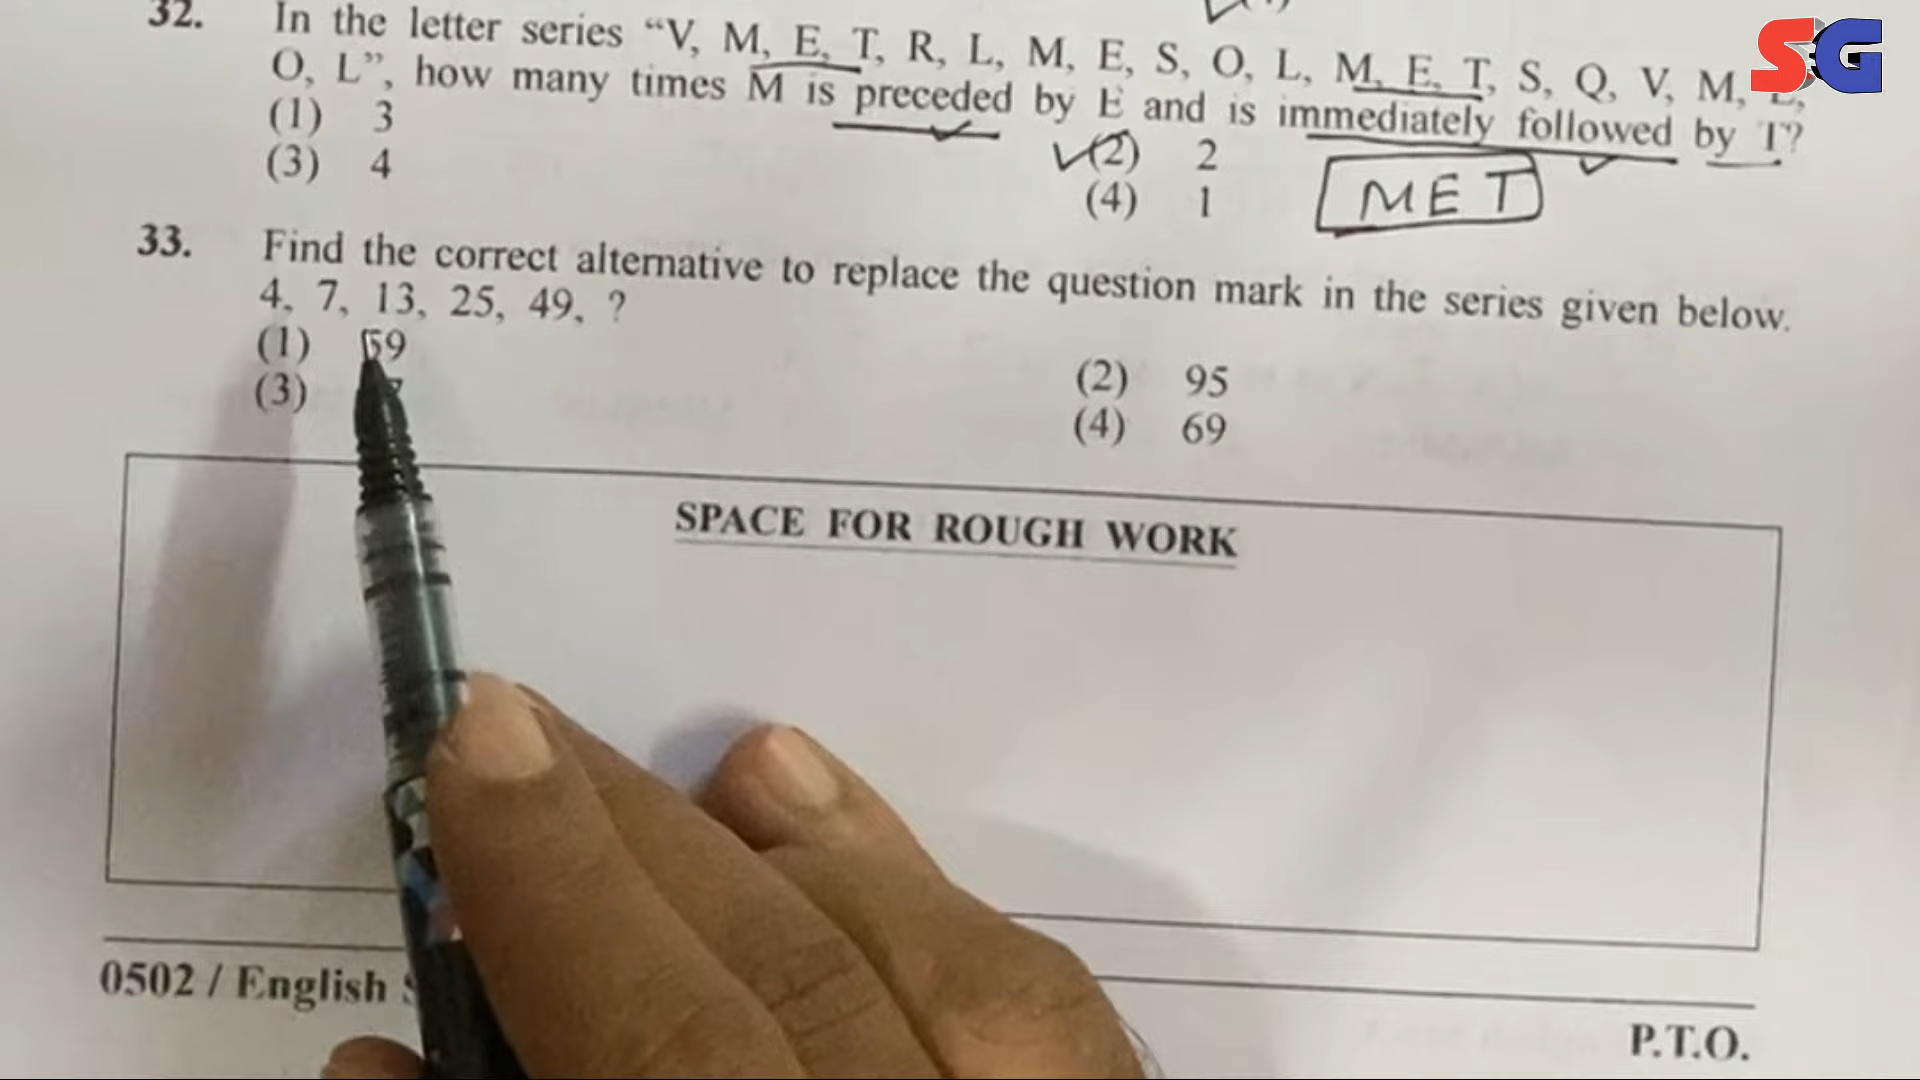 SG
32. In the letter series “V, M, E, T, R, L, M, E, S, O, L, M, E, T, S, Q, V, M, E,
O, L”, how many times M is preceded by E and is immediately followed by T?
(1) 3
(2) 2
(3) 4
(4) 1
MET
33. Find the correct alternative to replace the question mark in the series given below.
4, 7, 13, 25, 49, ?
(1) 59
(2) 95
(3)
(4) 69
SPACE FOR ROUGH WORK
0502 / English
P.T.O.